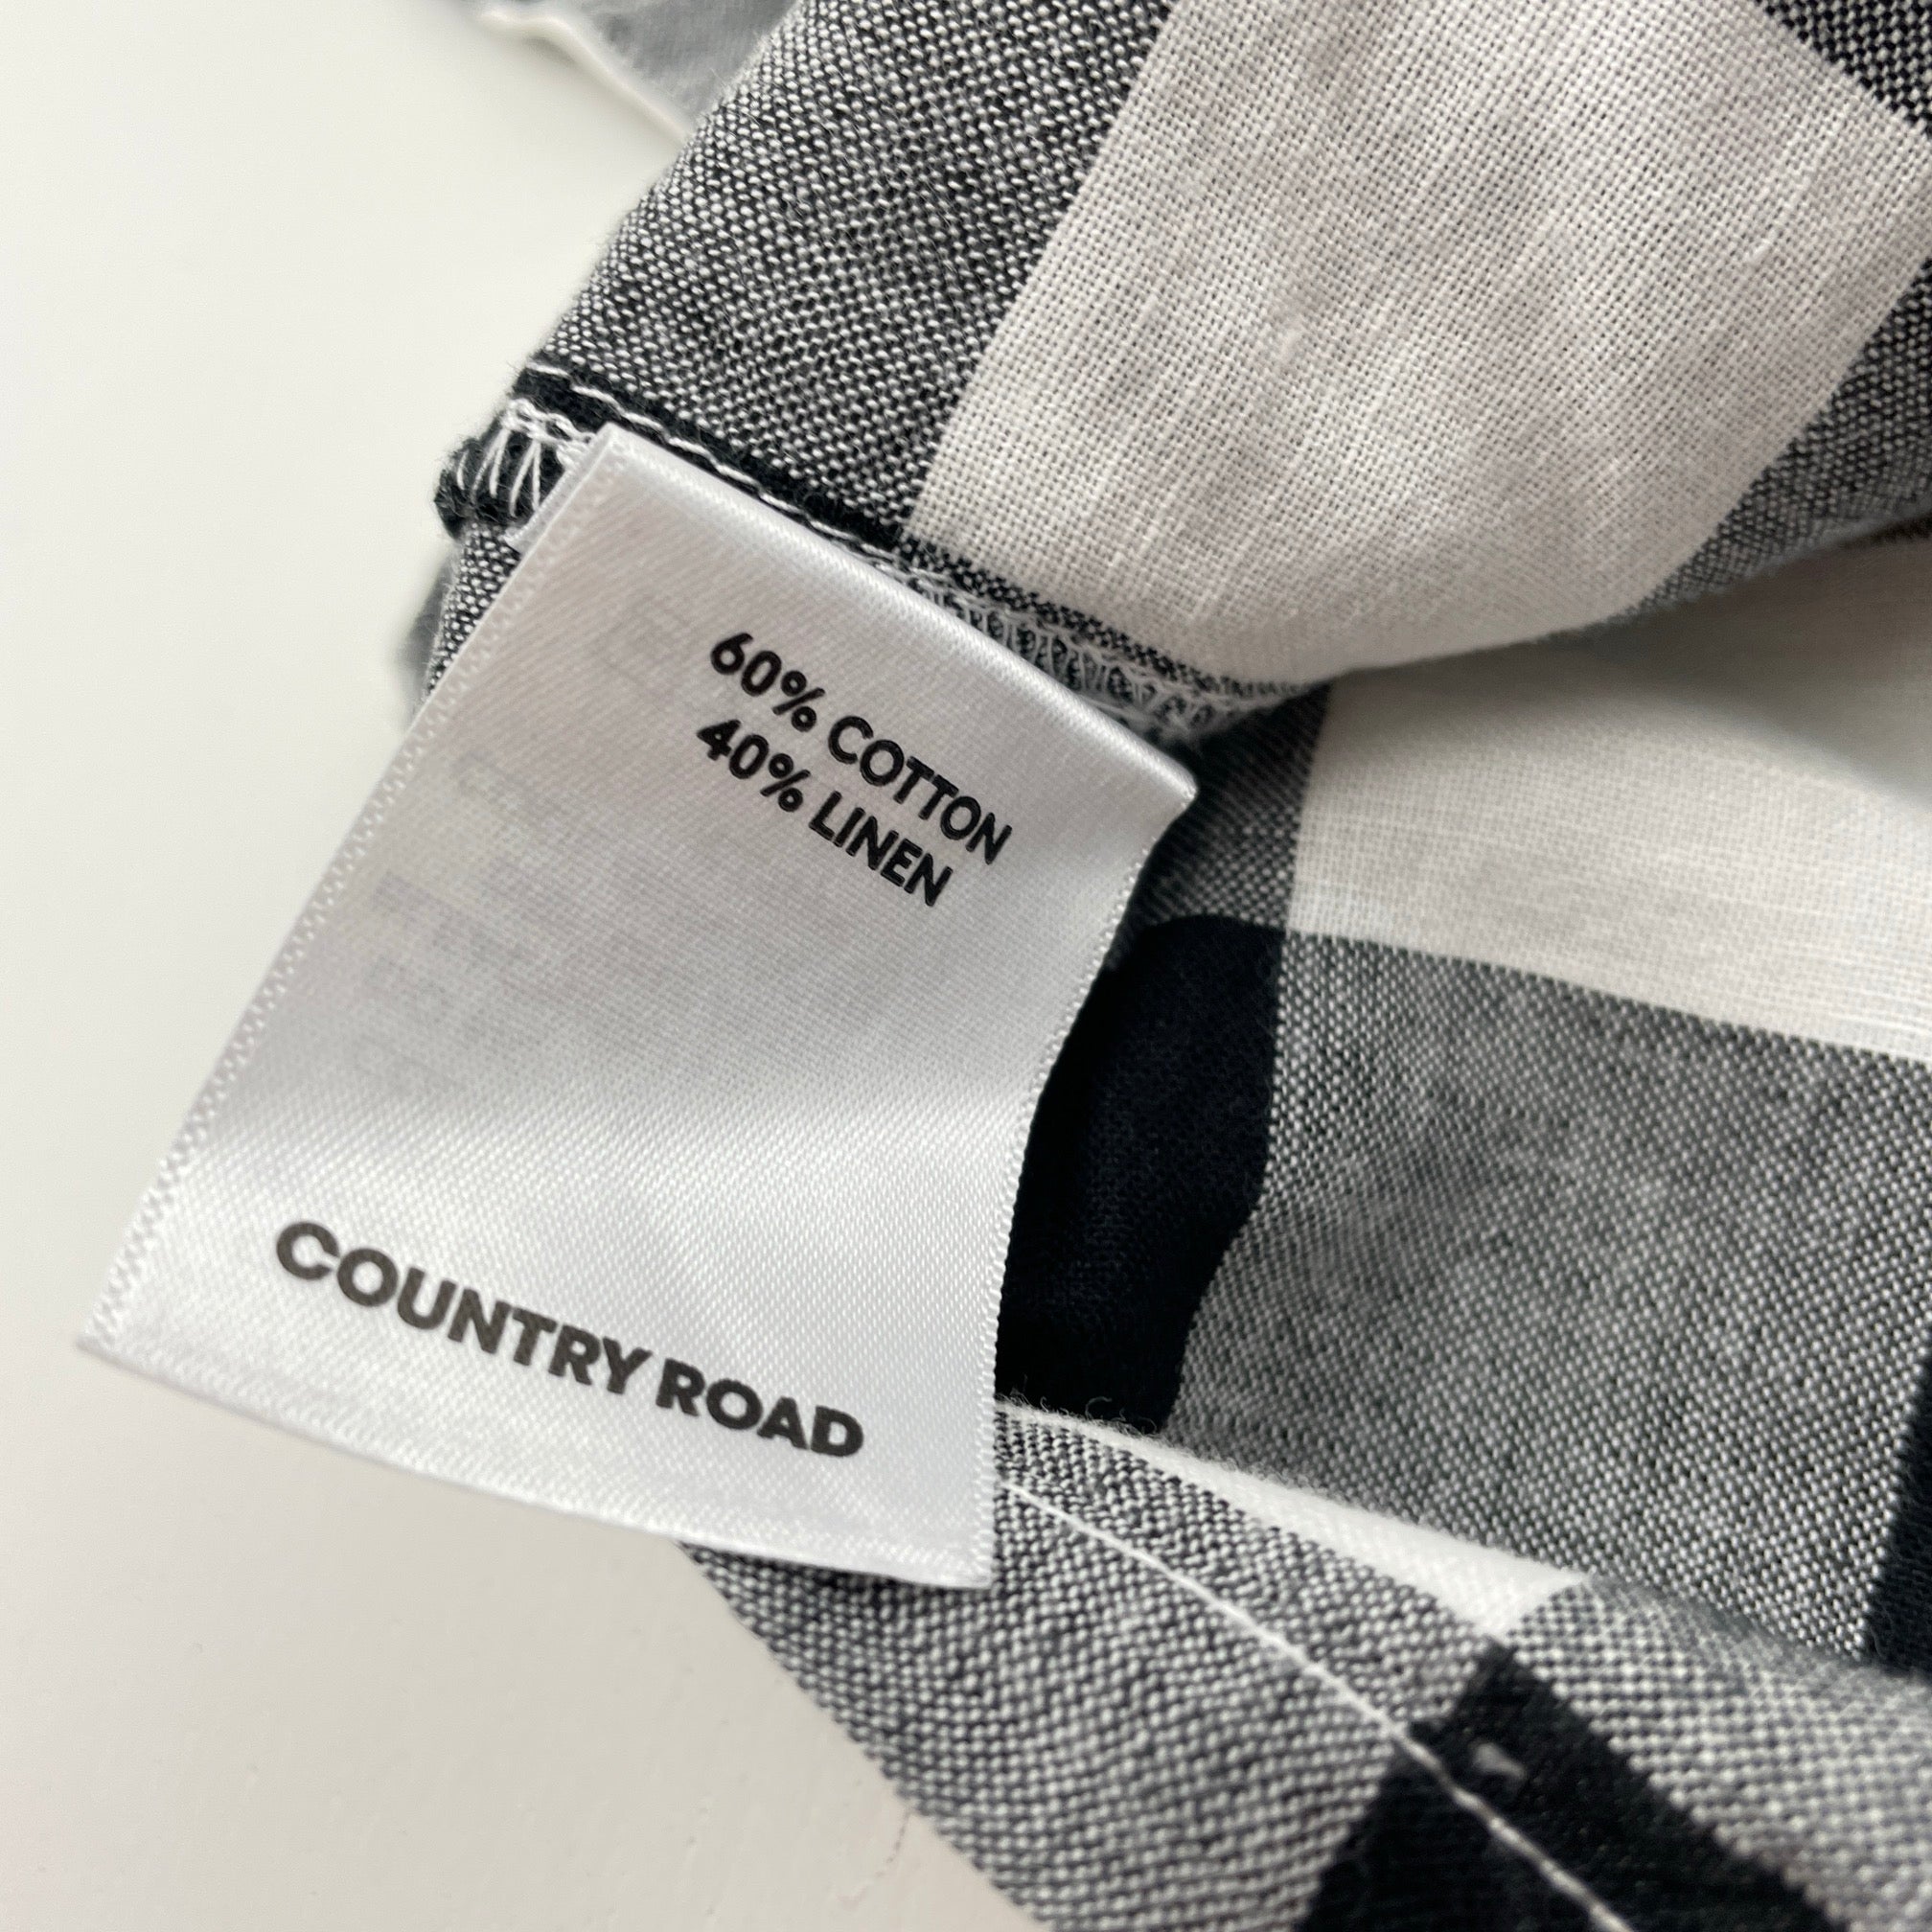 60% COTTON
40% LINEN
COUNTRY ROAD